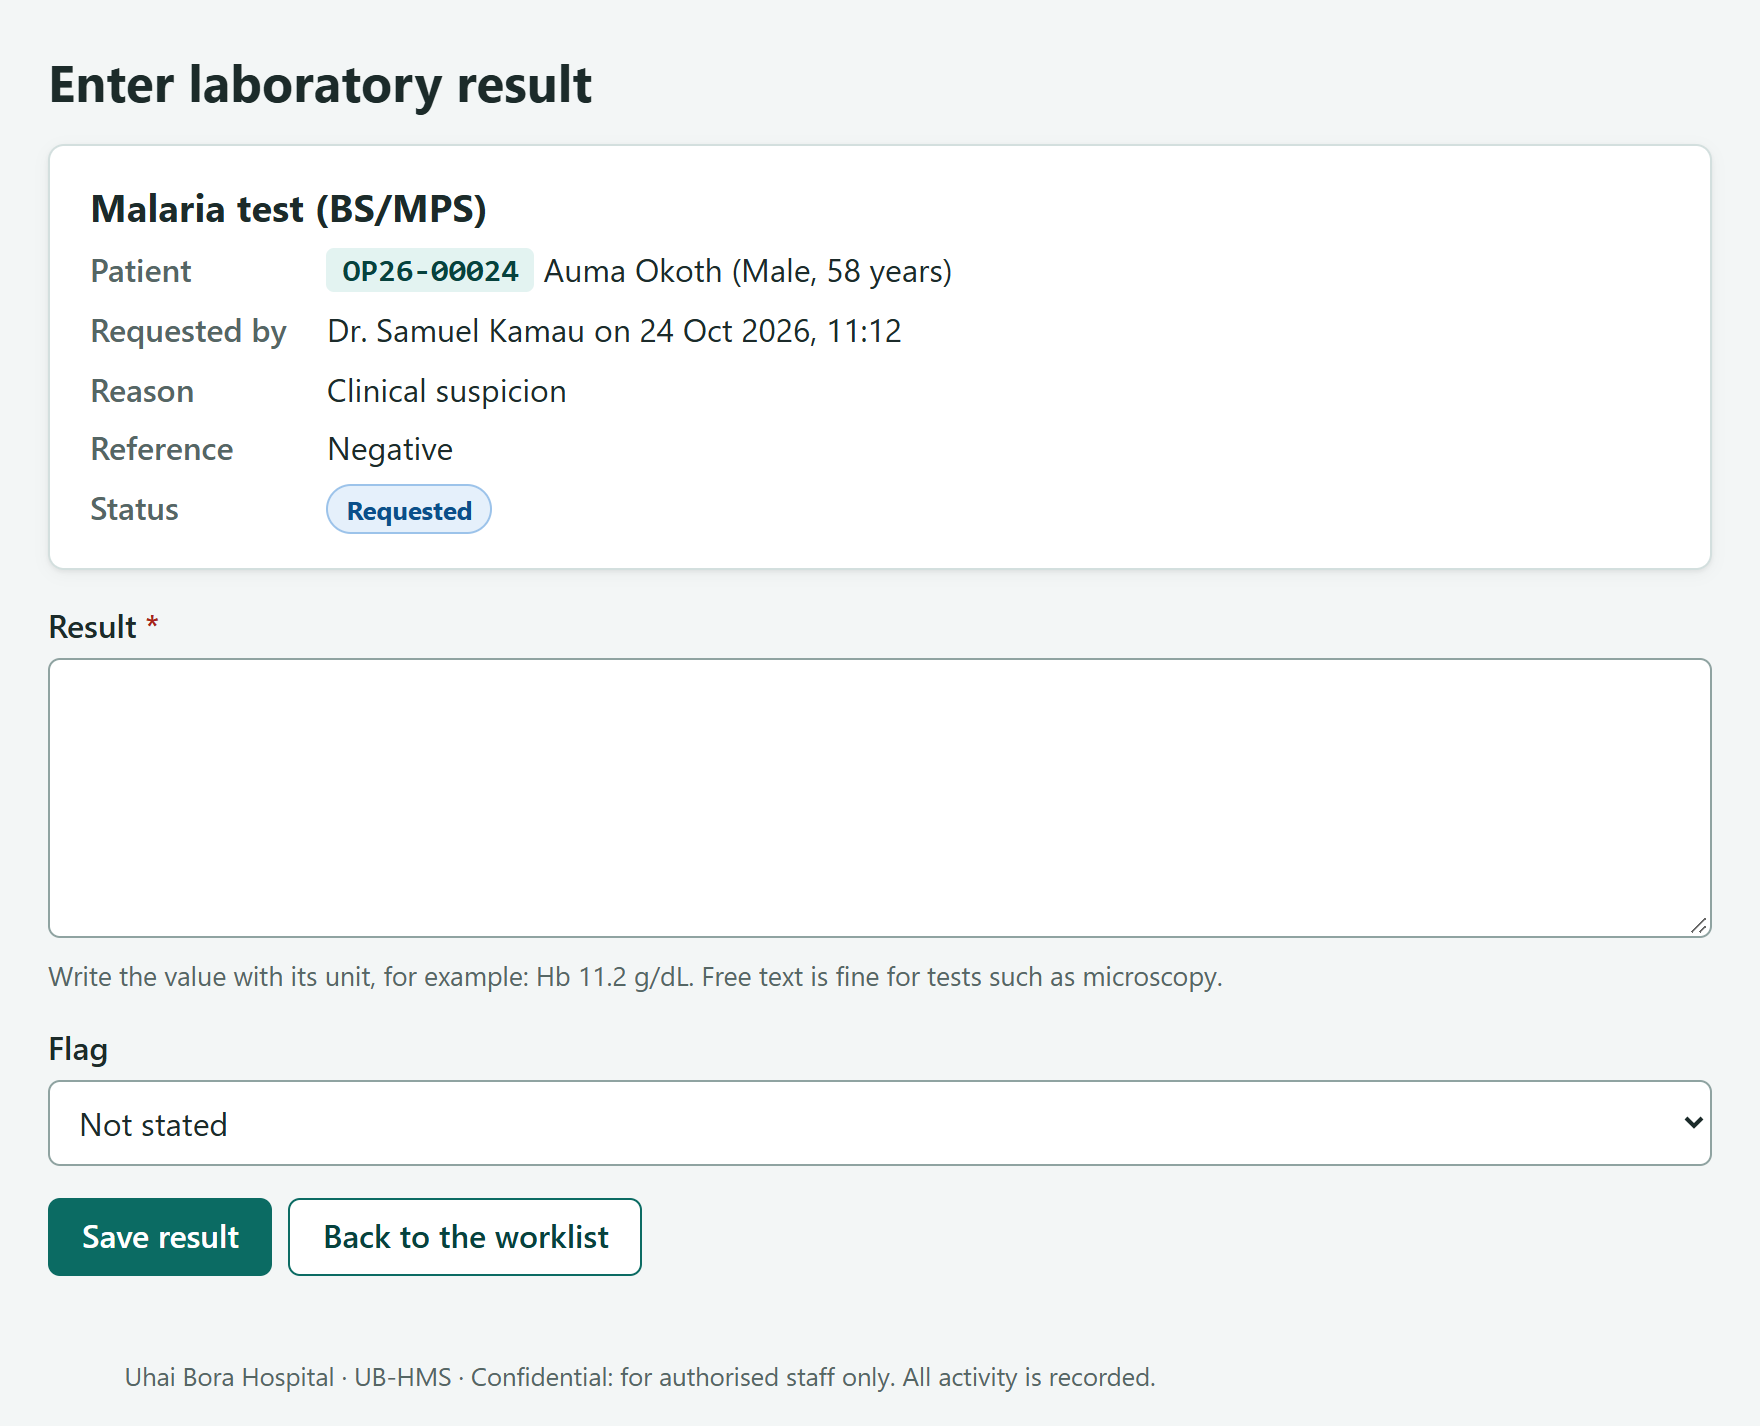 Enter laboratory result
Malaria test (BS/MPS)
Patient OP26-00024 Auma Okoth (Male, 58 years)
Requested by Dr. Samuel Kamau on 24 Oct 2026, 11:12
Reason Clinical suspicion
Reference Negative
Status Requested
Result *
Write the value with its unit, for example: Hb 11.2 g/dL. Free text is fine for tests such as microscopy.
Flag
Not stated
Save result Back to the worklist
Uhai Bora Hospital · UB-HMS · Confidential: for authorised staff only. All activity is recorded.